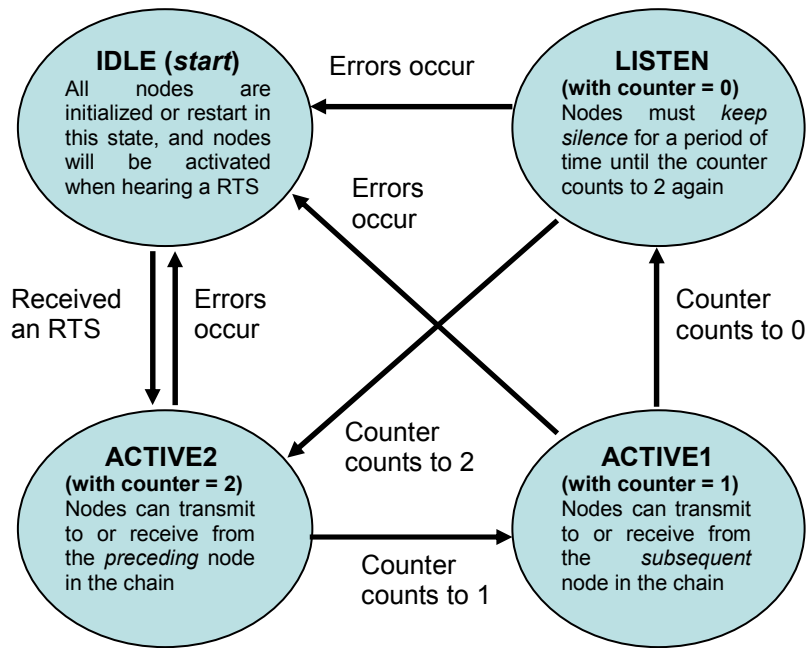 IDLE (start)
All nodes are
initialized or restart in
this state, and nodes
will be activated
when hearing a RTS
Errors occur
LISTEN
(with counter = 0)
Nodes must keep
silence for a period of
time until the counter
counts to 2 again
Errors
occur
Received
an RTS
Errors
occur
Counter
counts to 0
Counter
counts to 2
ACTIVE2
(with counter = 2)
Nodes can transmit
to or receive from
the preceding node
in the chain
Counter
counts to 1
ACTIVE1
(with counter = 1)
Nodes can transmit
to or receive from
the subsequent
node in the chain